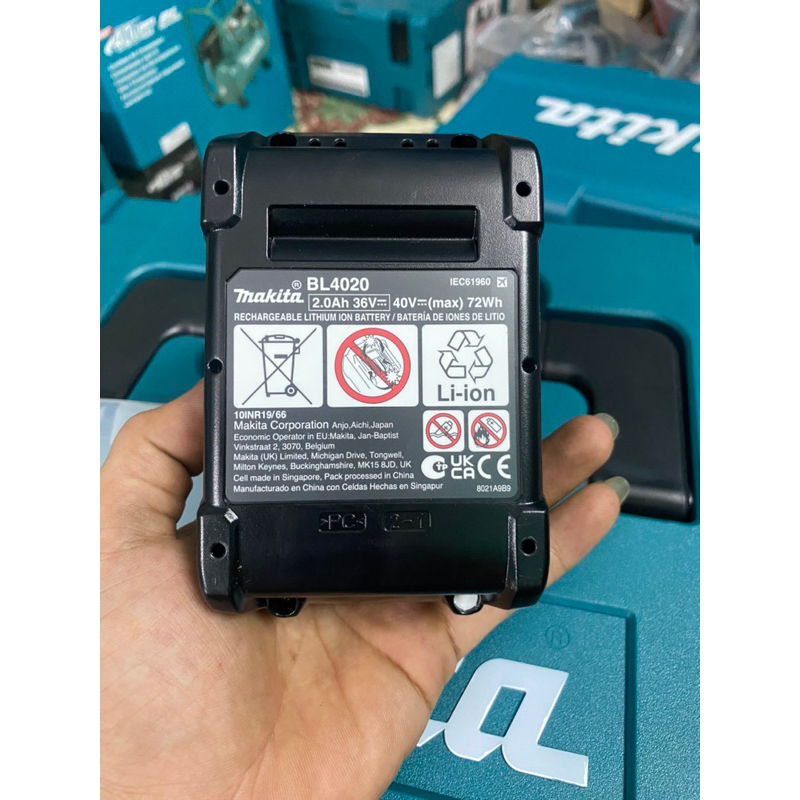 makita
makita® BL4020 IEC61960
2.0Ah 36V⎓ 40V⎓(max) 72Wh
RECHARGEABLE LITHIUM ION BATTERY / BATERÍA DE IONES DE LITIO
Li-ion
10INR19/66
Makita Corporation Anjo,Aichi,Japan
Economic Operator in EU:Makita, Jan-Baptist
Vinkstraat 2, 3070, Belgium
Makita (UK) Limited, Michigan Drive, Tongwell,
Milton Keynes, Buckinghamshire, MK15 8JD, UK
Cell made in Singapore, Pack processed in China
Manufacturado en China con Celdas Hechas en Singapur
UK
CA
CE
8021A9B9
>PC< 2-1
®